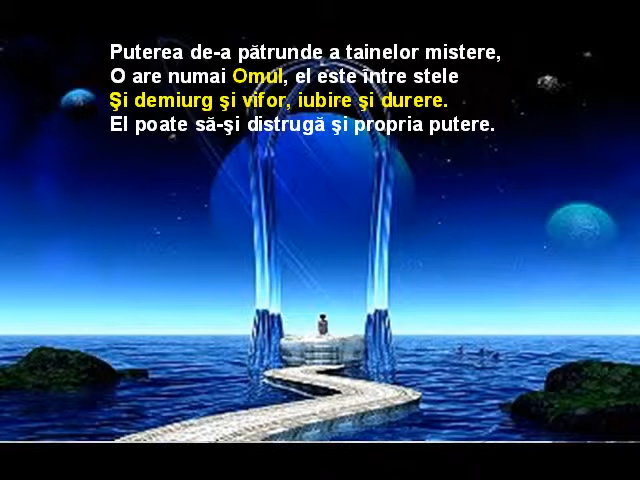 Puterea de-a pătrunde a tainelor mistere,
O are numai Omul, el este între stele
Şi demiurg şi vifor, iubire şi durere.
El poate să-şi distrugă şi propria putere.